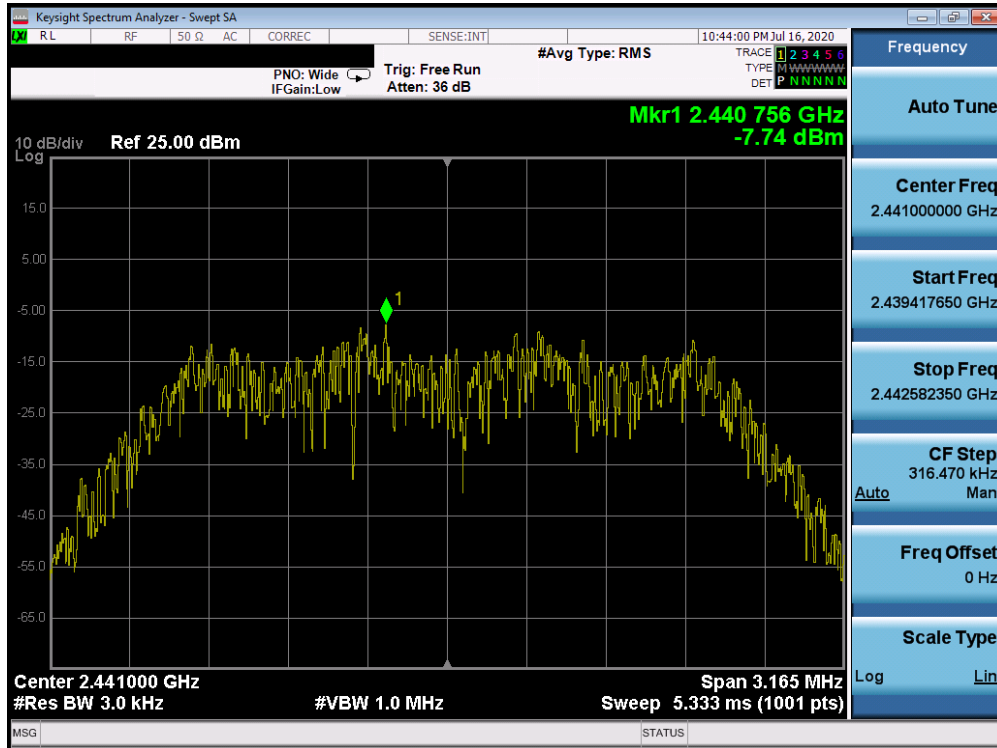 Keysight Spectrum Analyzer - Swept SA
LXI RL RF 50 Ω AC CORREC SENSE:INT 10:44:00 PM Jul 16, 2020
#Avg Type: RMS
TRACE 1 2 3 4 5 6
PNO: Wide Trig: Free Run TYPE M W W W W W
IFGain:Low Atten: 36 dB DET P N N N N N
Mkr1 2.440 756 GHz
-7.74 dBm
10 dB/div Ref 25.00 dBm
Log
15.0
5.00
1
-5.00
-15.0
-25.0
-35.0
-45.0
-55.0
-65.0
Center 2.441000 GHz Span 3.165 MHz
#Res BW 3.0 kHz #VBW 1.0 MHz Sweep 5.333 ms (1001 pts)
MSG STATUS
Frequency
Auto Tune
Center Freq
2.441000000 GHz
Start Freq
2.439417650 GHz
Stop Freq
2.442582350 GHz
CF Step
316.470 kHz
Auto Man
Freq Offset
0 Hz
Scale Type
Log Lin